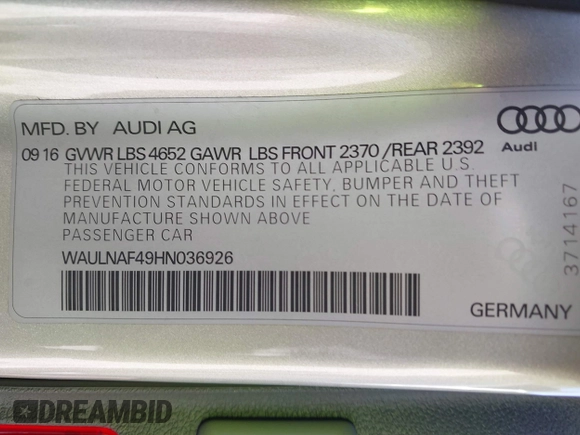 MFD. BY AUDI AG
09 16 GVWR LBS 4652 GAWR LBS FRONT 2370 /REAR 2392
THIS VEHICLE CONFORMS TO ALL APPLICABLE U.S.
FEDERAL MOTOR VEHICLE SAFETY, BUMPER AND THEFT
PREVENTION STANDARDS IN EFFECT ON THE DATE OF
MANUFACTURE SHOWN ABOVE
PASSENGER CAR
WAULNAF49HN036926
Audi
3714167
GERMANY
DREAMBID